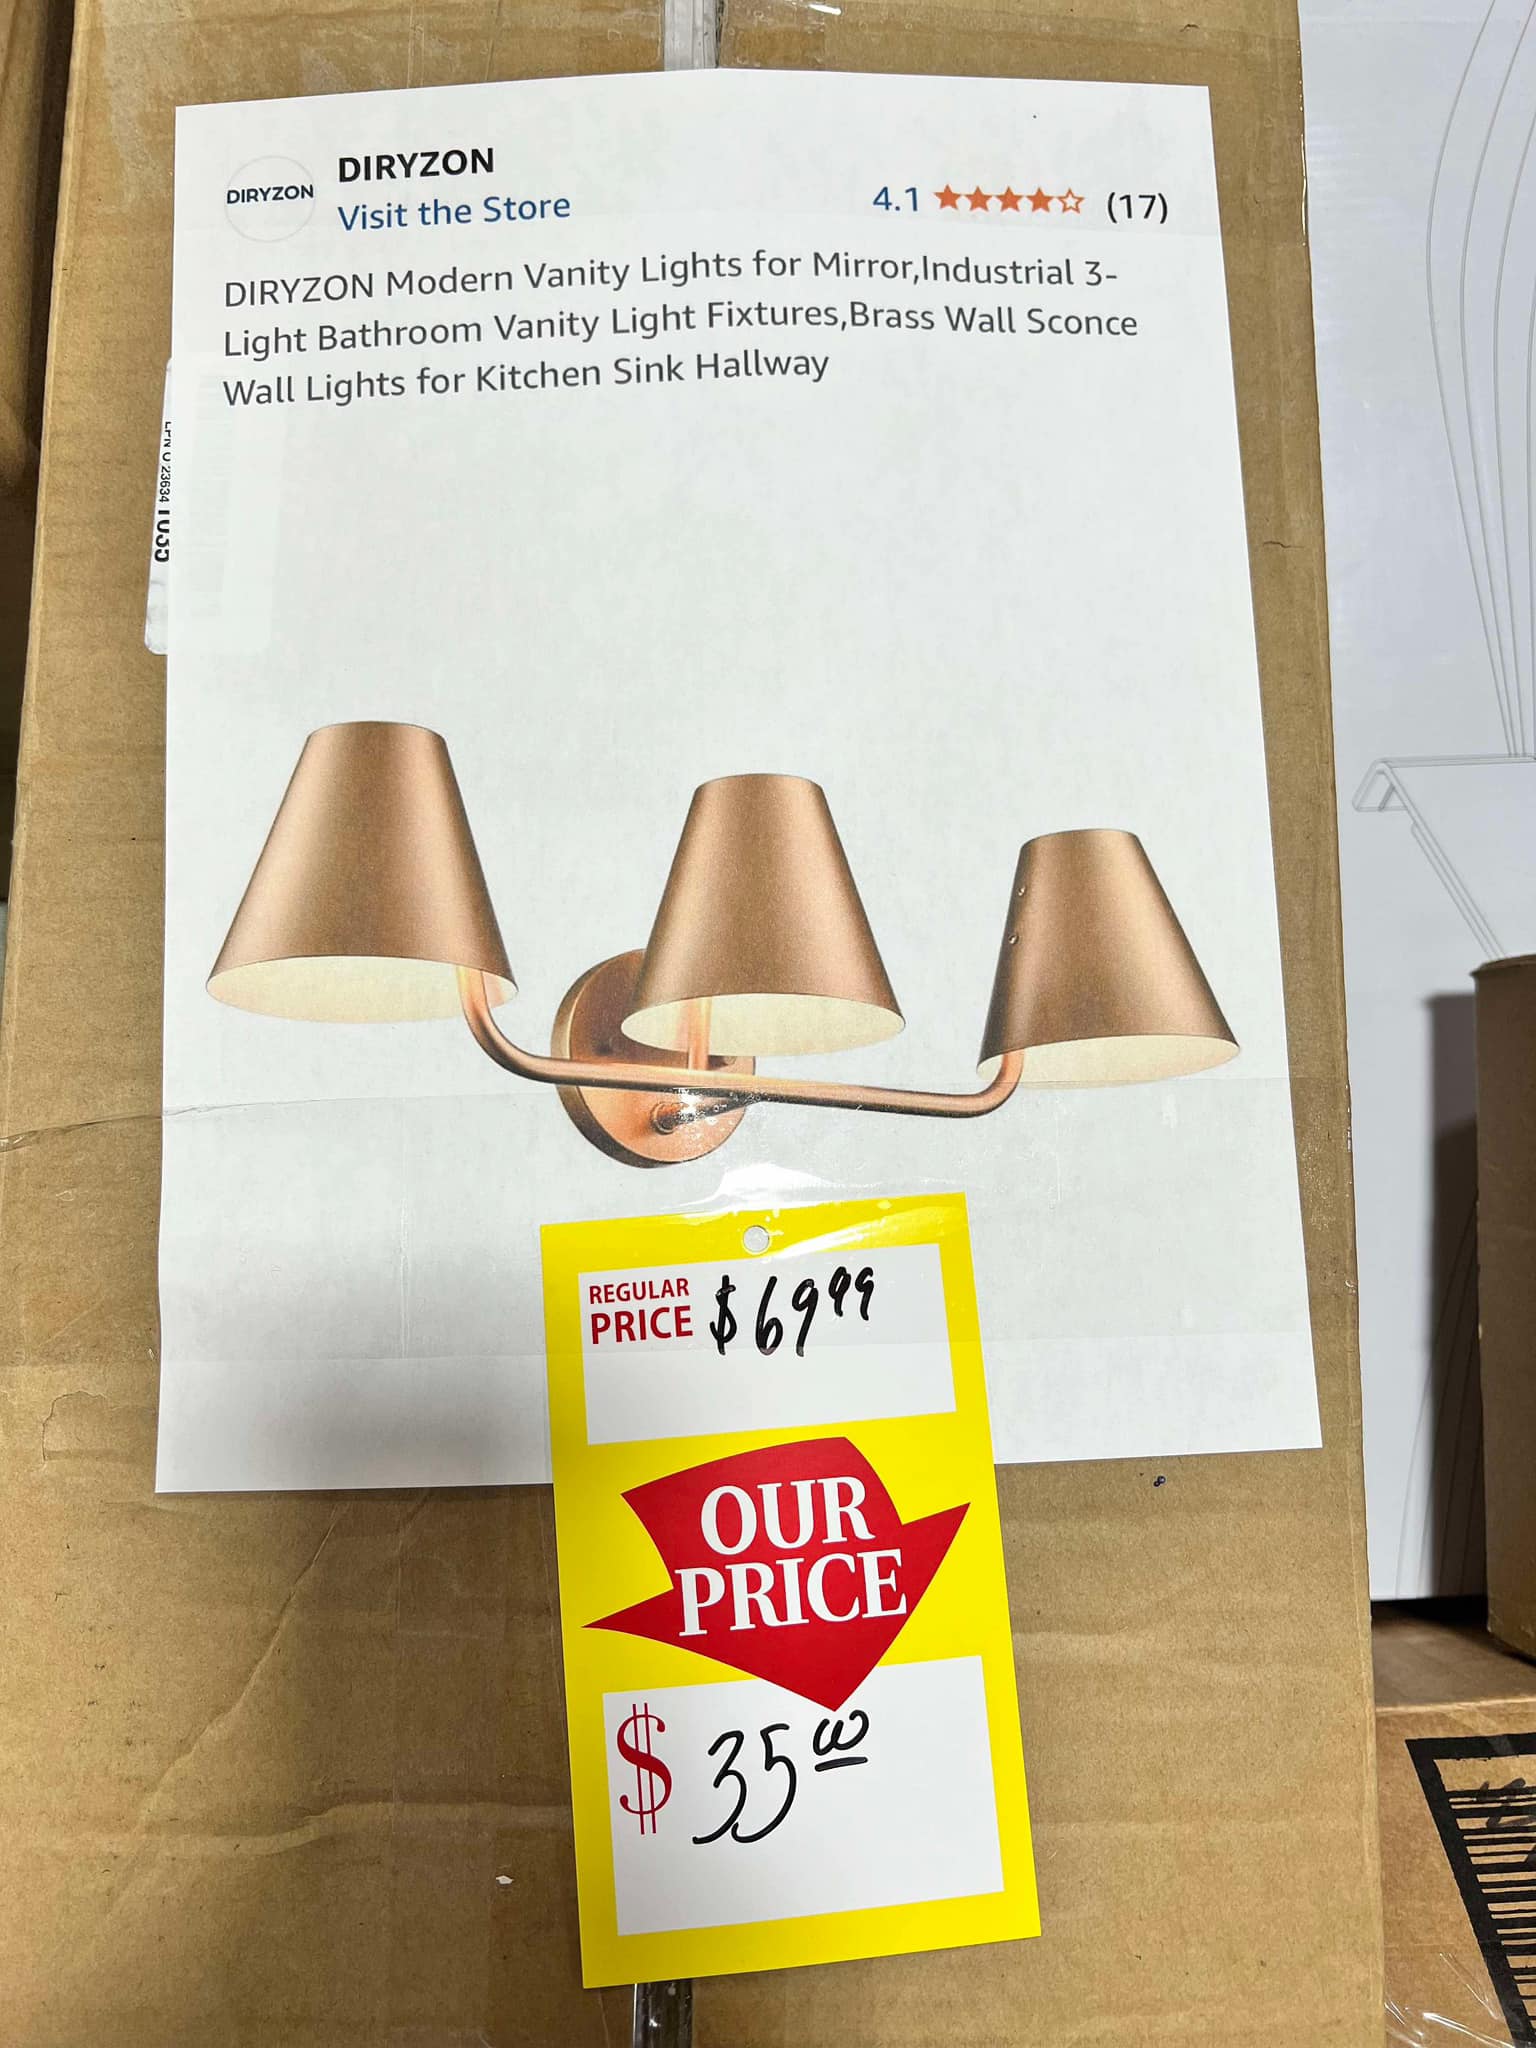 DIRYZON
DIRYZON
Visit the Store
4.1 (17)
DIRYZON Modern Vanity Lights for Mirror,Industrial 3-
Light Bathroom Vanity Light Fixtures,Brass Wall Sconce
Wall Lights for Kitchen Sink Hallway
REGULAR
PRICE $69.99
OUR
PRICE
$35.00